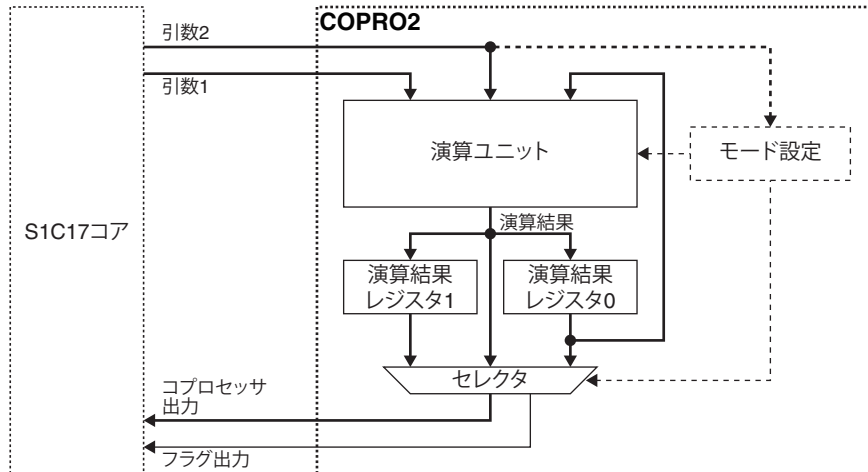 COPRO2
引数2
引数1
演算ユニット
モード設定
S1C17コア
演算結果
演算結果
レジスタ1
演算結果
レジスタ0
セレクタ
コプロセッサ
出力
フラグ出力